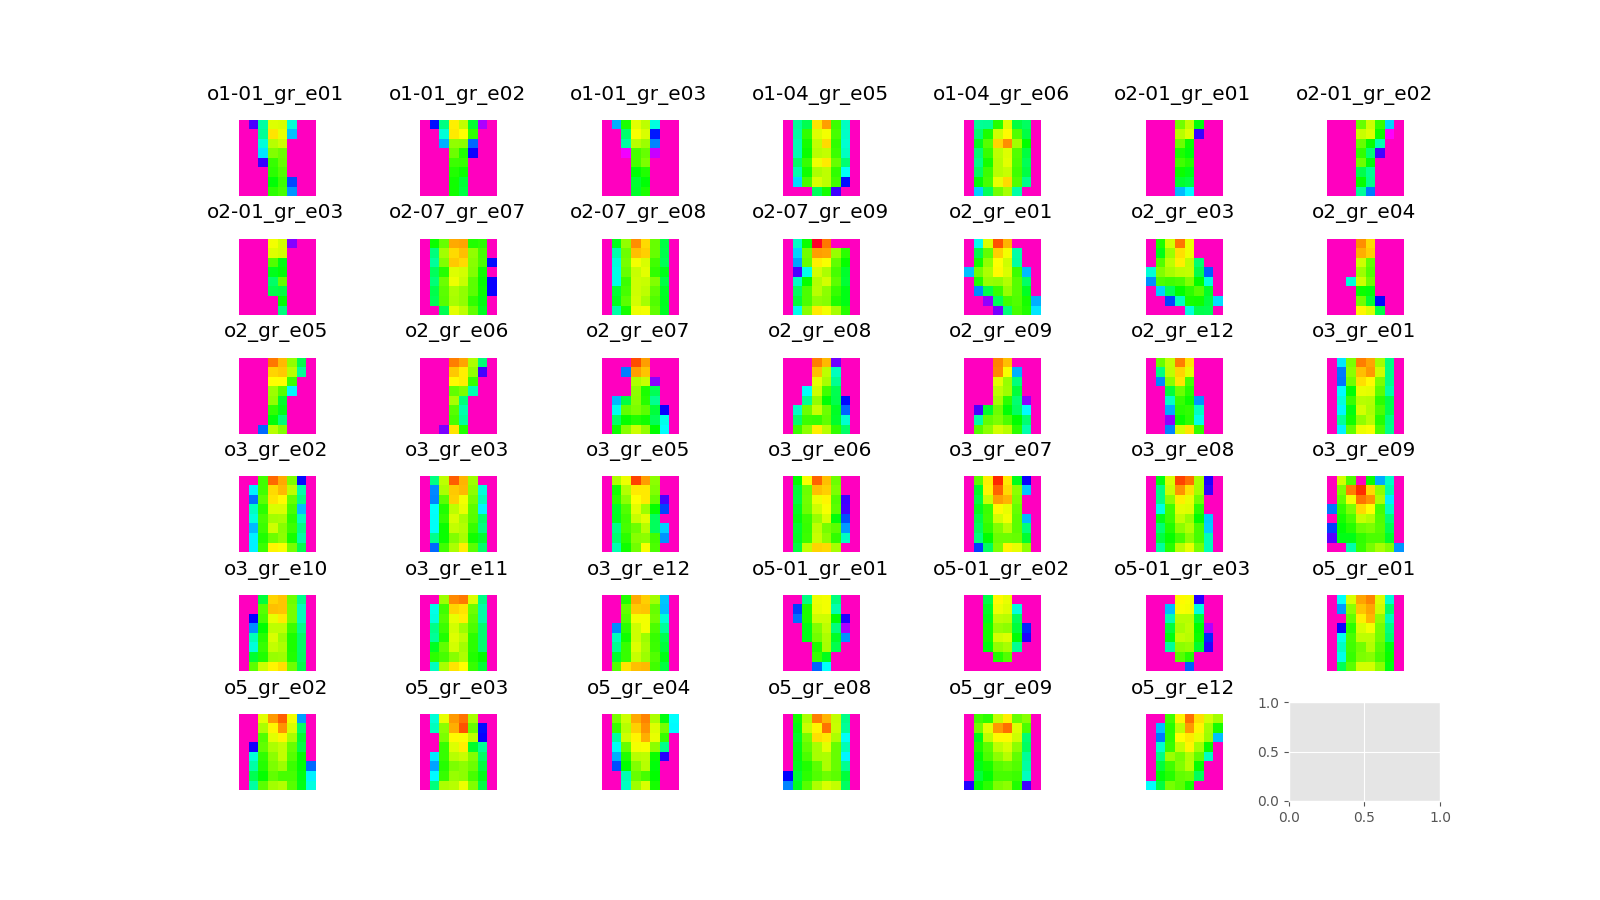 o1-01_gr_e01 o1-01_gr_e02 o1-01_gr_e03 o1-04_gr_e05 o1-04_gr_e06 o2-01_gr_e01 o2-01_gr_e02
o2-01_gr_e03 o2-07_gr_e07 o2-07_gr_e08 o2-07_gr_e09 o2_gr_e01 o2_gr_e03 o2_gr_e04
o2_gr_e05 o2_gr_e06 o2_gr_e07 o2_gr_e08 o2_gr_e09 o2_gr_e12 o3_gr_e01
o3_gr_e02 o3_gr_e03 o3_gr_e05 o3_gr_e06 o3_gr_e07 o3_gr_e08 o3_gr_e09
o3_gr_e10 o3_gr_e11 o3_gr_e12 o5-01_gr_e01 o5-01_gr_e02 o5-01_gr_e03 o5_gr_e01
o5_gr_e02 o5_gr_e03 o5_gr_e04 o5_gr_e08 o5_gr_e09 o5_gr_e12
1.0
0.5
0.0
0.0 0.5 1.0